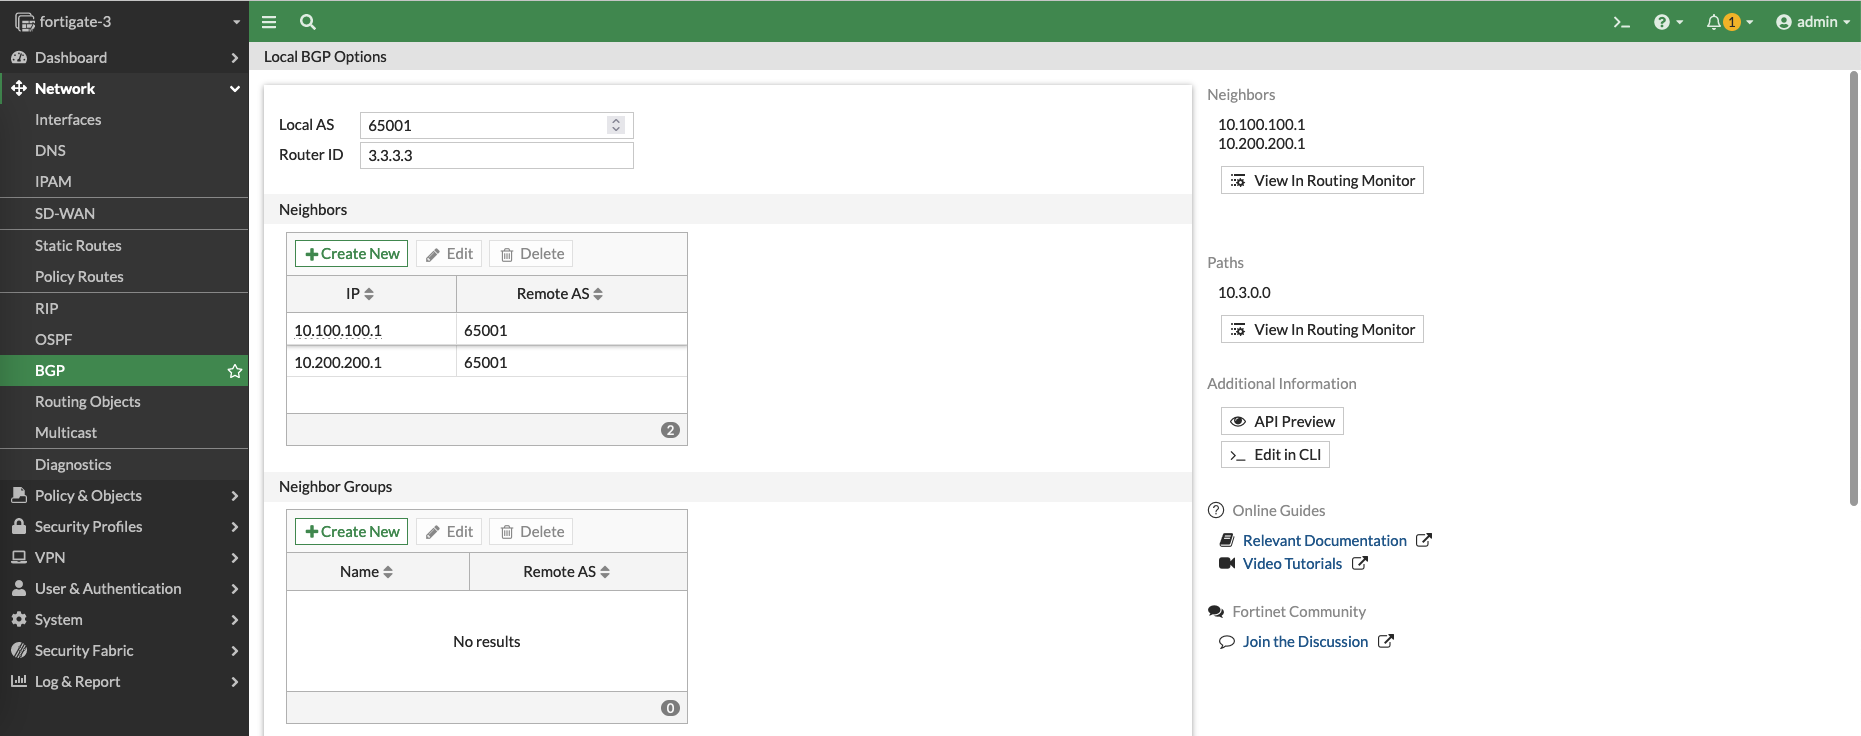 fortigate-3
1
admin
Dashboard
Network
Interfaces
DNS
IPAM
SD-WAN
Static Routes
Policy Routes
RIP
OSPF
BGP
Routing Objects
Multicast
Diagnostics
Policy & Objects
Security Profiles
VPN
User & Authentication
System
Security Fabric
Log & Report
Local BGP Options
Local AS 65001
Router ID 3.3.3.3
Neighbors
Create New Edit Delete
IP Remote AS
10.100.100.1 65001
10.200.200.1 65001
2
Neighbor Groups
Create New Edit Delete
Name Remote AS
No results
0
Neighbors
10.100.100.1
10.200.200.1
View In Routing Monitor
Paths
10.3.0.0
View In Routing Monitor
Additional Information
API Preview
Edit in CLI
Online Guides
Relevant Documentation
Video Tutorials
Fortinet Community
Join the Discussion